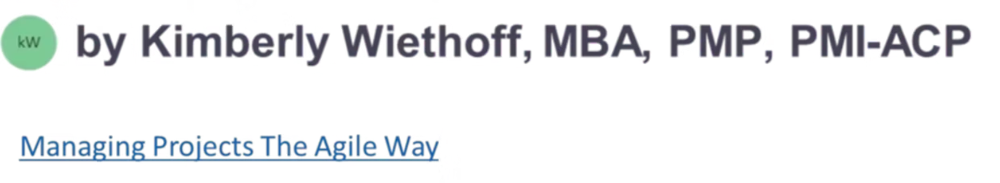 kW by Kimberly Wiethoff, MBA, PMP, PMI-ACP
Managing Projects The Agile Way